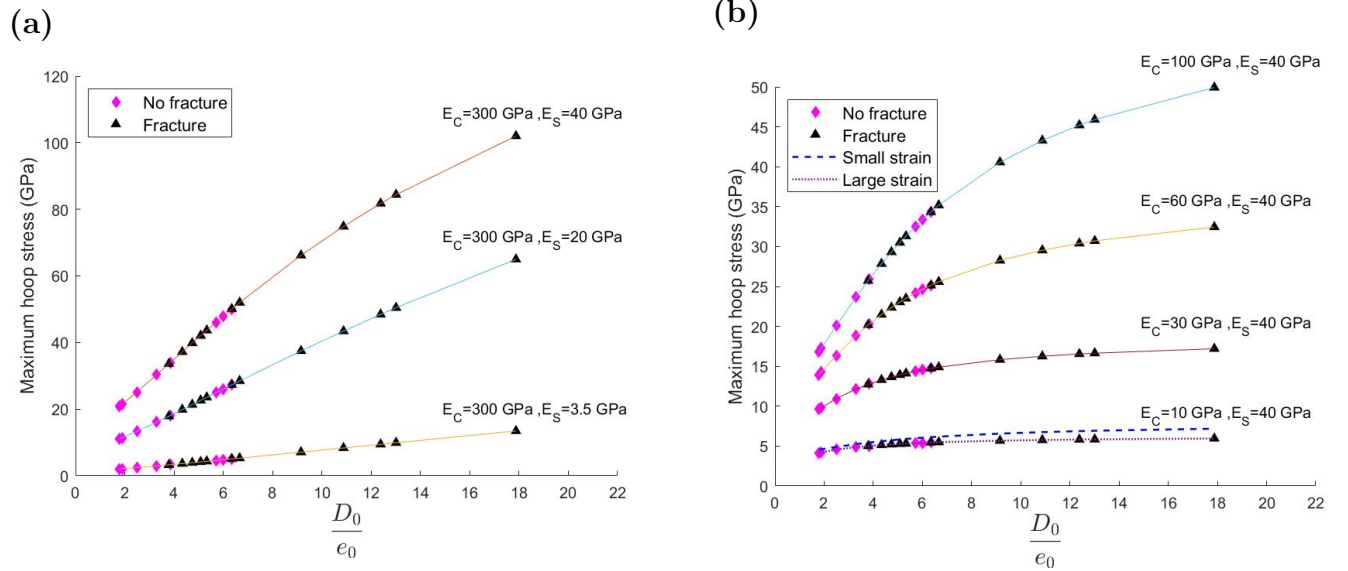 (a)
120
100
80
60
40
20
0
Maximum hoop stress (GPa)
No fracture
Fracture
E_C=300 GPa ,E_S=40 GPa
E_C=300 GPa ,E_S=20 GPa
E_C=300 GPa ,E_S=3.5 GPa
0 2 4 6 8 10 12 14 16 18 20 22
D_0
e_0
(b)
50
45
40
35
30
25
20
15
10
5
0
Maximum hoop stress (GPa)
No fracture
Fracture
Small strain
Large strain
E_C=100 GPa ,E_S=40 GPa
E_C=60 GPa ,E_S=40 GPa
E_C=30 GPa ,E_S=40 GPa
E_C=10 GPa ,E_S=40 GPa
0 2 4 6 8 10 12 14 16 18 20 22
D_0
e_0